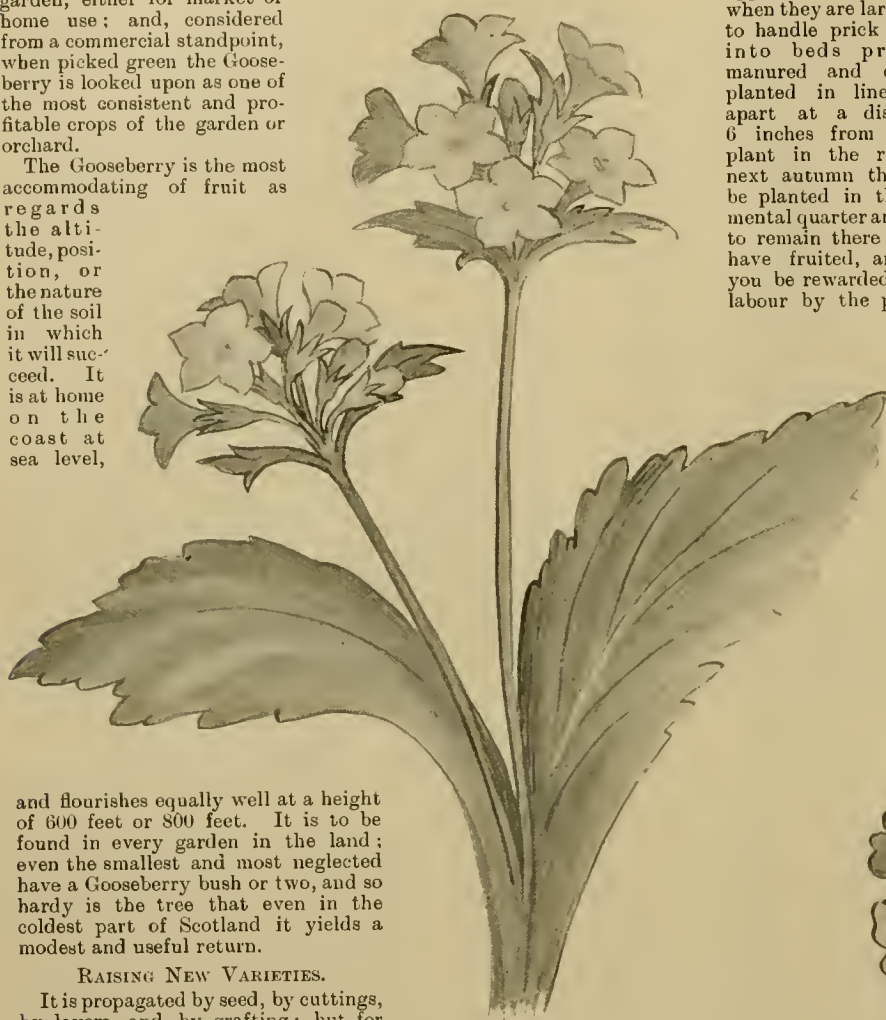 garden, either for market or
home use; and, considered
from a commercial standpoint,
when picked green the Goose-
berry is looked upon as one of
the most consistent and pro-
fitable crops of the garden or
orchard.
The Gooseberry is the most
accommodating of fruit as
regards
the alti-
tude, posi-
tion, or
the nature
of the soil
in which
it will suc-
ceed. It
is at home
on the
coast at
sea level,
and flourishes equally well at a height
of 600 feet or 800 feet. It is to be
found in every garden in the land;
even the smallest and most neglected
have a Gooseberry bush or two, and so
hardy is the tree that even in the
coldest part of Scotland it yields a
modest and useful return.
RAISING NEW VARIETIES.
It is propagated by seed, by cuttings,
by layers and by grafting; but for
when they are lar
to handle prick
into beds pr
manured and
planted in line
apart at a dis
6 inches from
plant in the r
next autumn th
be planted in t
mental quarter a
to remain there
have fruited, a
you be rewarded
labour by the p